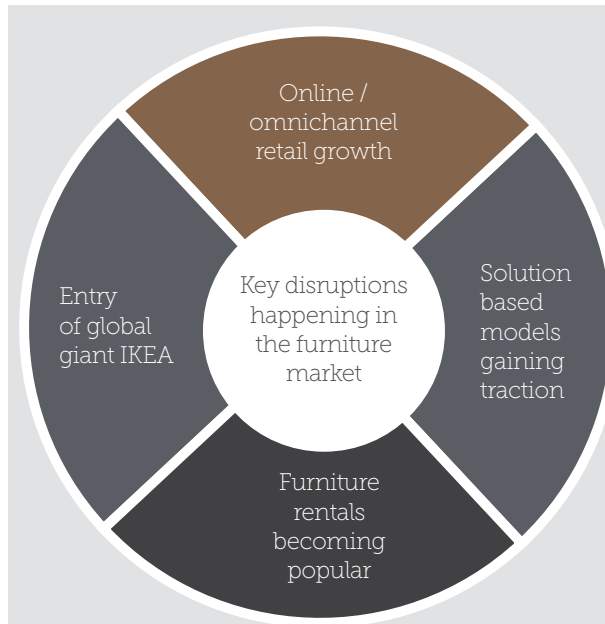 Online /
omnichannel
retail growth
Entry
of global
giant IKEA
Key disruptions
happening in
the furniture
market
Solution
based
models
gaining
traction
Furniture
rentals
becoming
popular